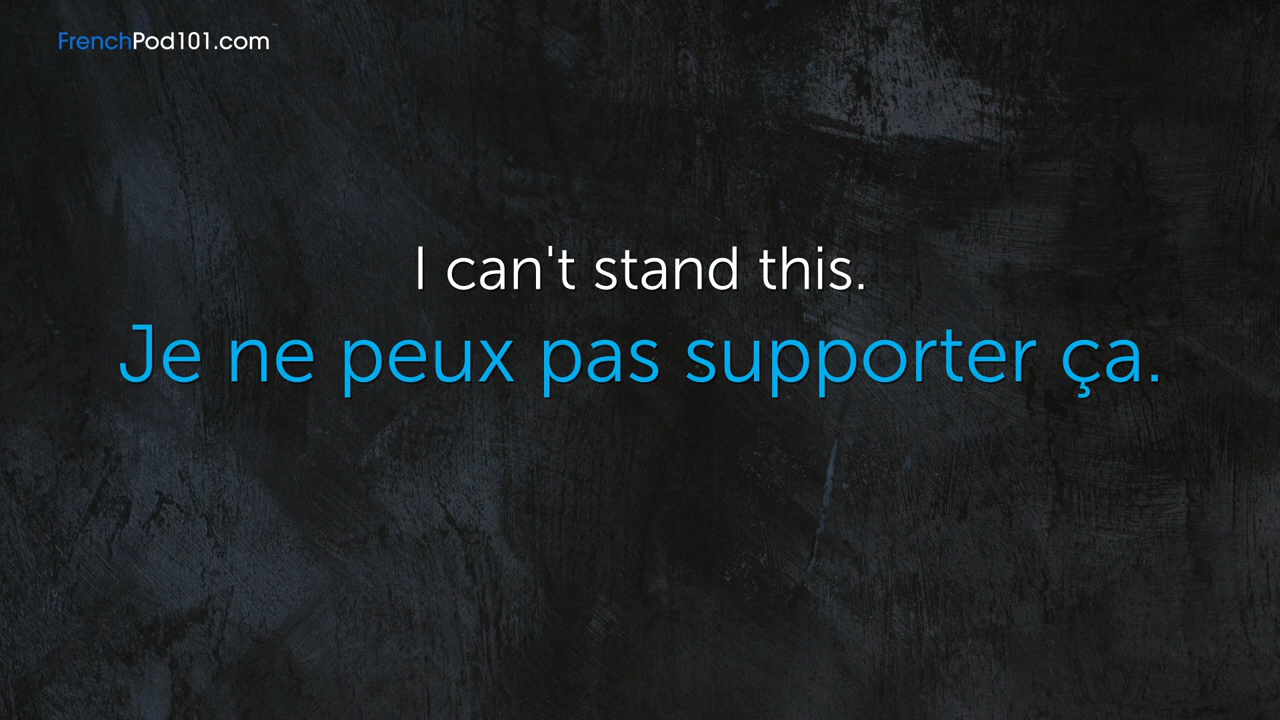 FrenchPod101.com
I can't stand this.
Je ne peux pas supporter ça.